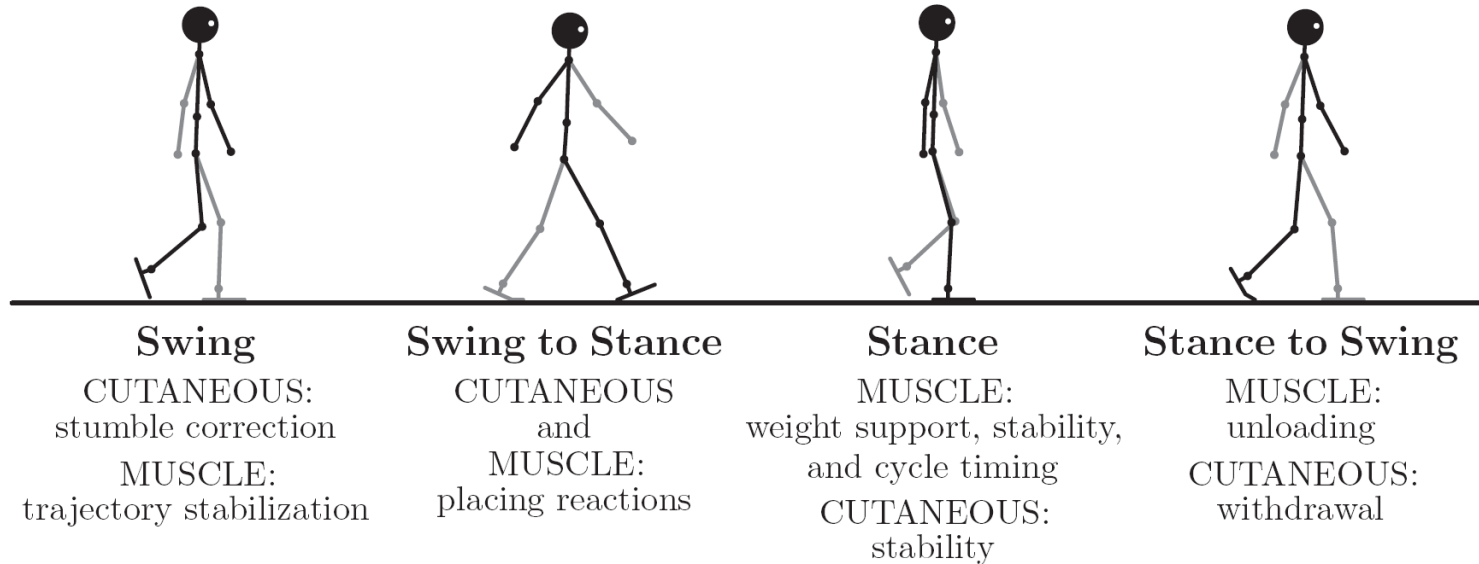 Swing
CUTANEOUS:
stumble correction
MUSCLE:
trajectory stabilization
Swing to Stance
CUTANEOUS
and
MUSCLE:
placing reactions
Stance
MUSCLE:
weight support, stability,
and cycle timing
CUTANEOUS:
stability
Stance to Swing
MUSCLE:
unloading
CUTANEOUS:
withdrawal